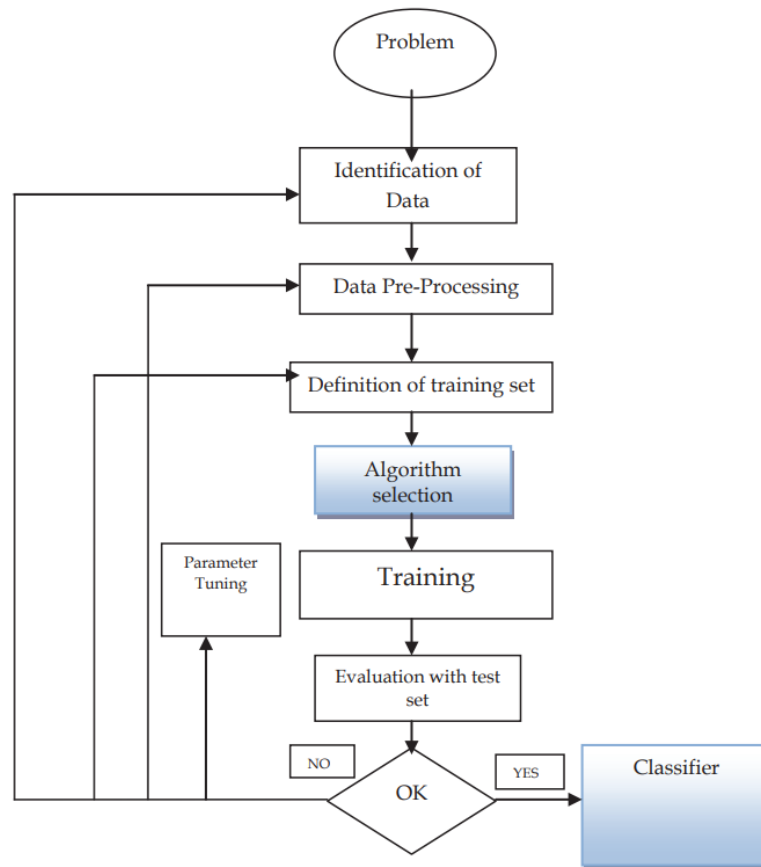 Problem
Identification of
Data
Data Pre-Processing
Definition of training set
Algorithm
selection
Parameter
Tuning
Training
Evaluation with test
set
NO
OK
YES
Classifier